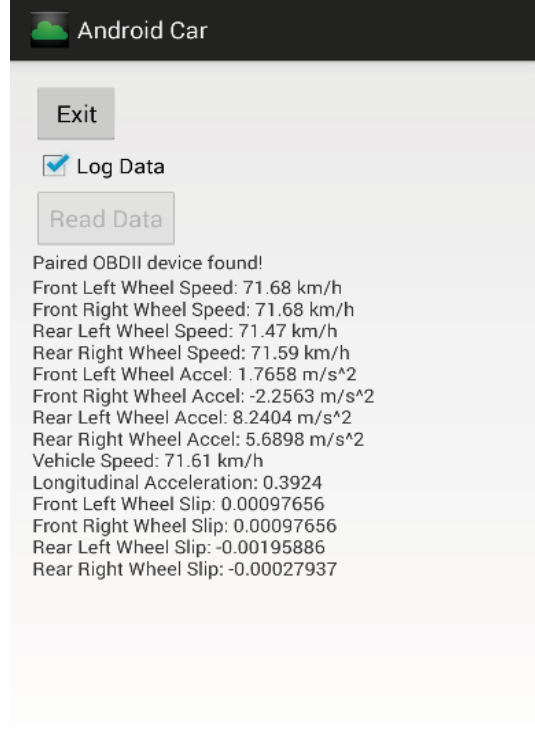 Android Car
Exit
Log Data
Read Data
Paired OBDII device found!
Front Left Wheel Speed: 71.68 km/h
Front Right Wheel Speed: 71.68 km/h
Rear Left Wheel Speed: 71.47 km/h
Rear Right Wheel Speed: 71.59 km/h
Front Left Wheel Accel: 1.7658 m/s^2
Front Right Wheel Accel: -2.2563 m/s^2
Rear Left Wheel Accel: 8.2404 m/s^2
Rear Right Wheel Accel: 5.6898 m/s^2
Vehicle Speed: 71.61 km/h
Longitudinal Acceleration: 0.3924
Front Left Wheel Slip: 0.00097656
Front Right Wheel Slip: 0.00097656
Rear Left Wheel Slip: -0.00195886
Rear Right Wheel Slip: -0.00027937